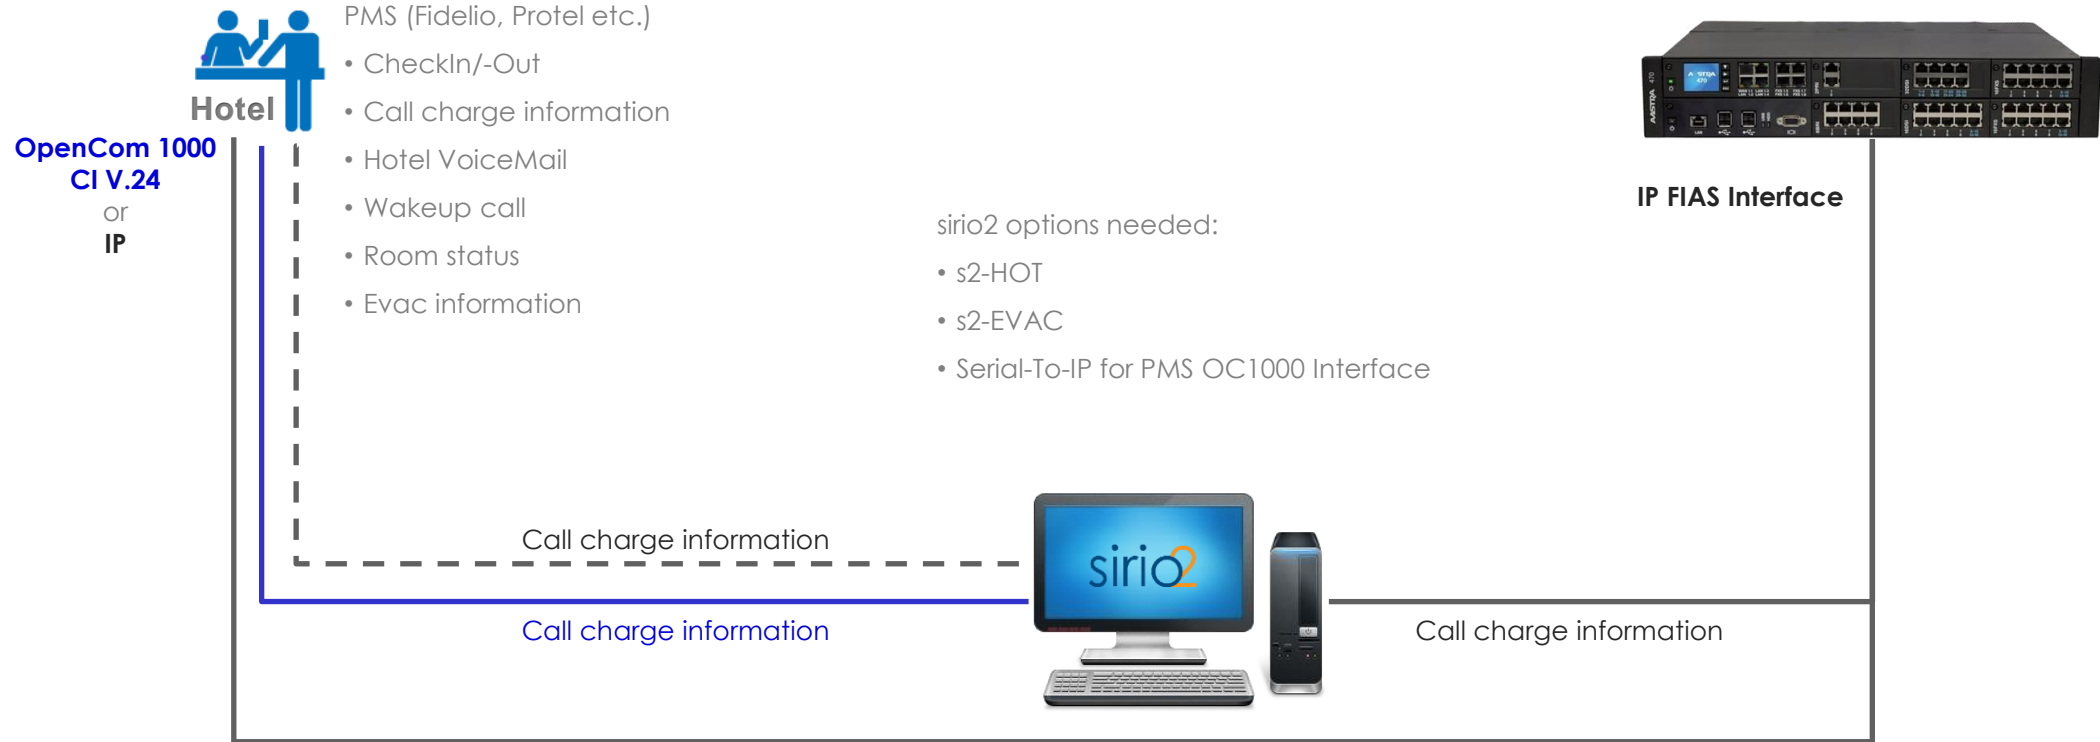 PMS (Fidelio, Protel etc.)
• CheckIn/-Out
• Call charge information
• Hotel VoiceMail
• Wakeup call
• Room status
• Evac information
Hotel
OpenCom 1000
CI V.24
or
IP
sirio2 options needed:
• s2-HOT
• s2-EVAC
• Serial-To-IP for PMS OC1000 Interface
AASTRA
470
IP FIAS Interface
Call charge information
sirio2
Call charge information
Call charge information